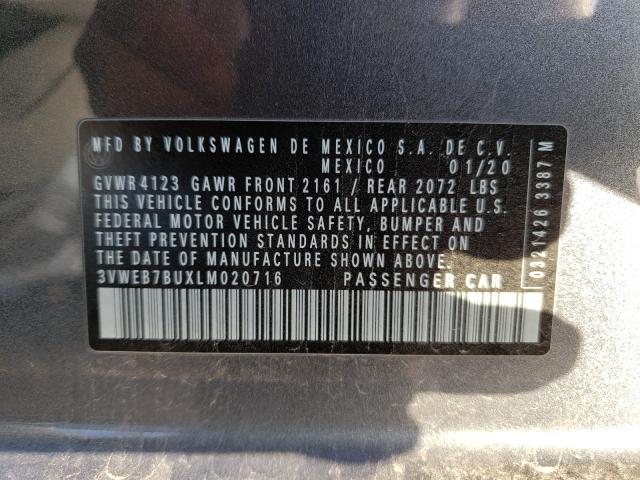 MFD BY VOLKSWAGEN DE MEXICO S.A. DE C.V.
MEXICO 01/20
GVWR 4123 GAWR FRONT 2161 / REAR 2072 LBS
THIS VEHICLE CONFORMS TO ALL APPLICABLE U.S.
FEDERAL MOTOR VEHICLE SAFETY, BUMPER AND
THEFT PREVENTION STANDARDS IN EFFECT ON
THE DATE OF MANUFACTURE SHOWN ABOVE.
3VWEB7BUXLM020716 PASSENGER CAR
0321426 3387 M